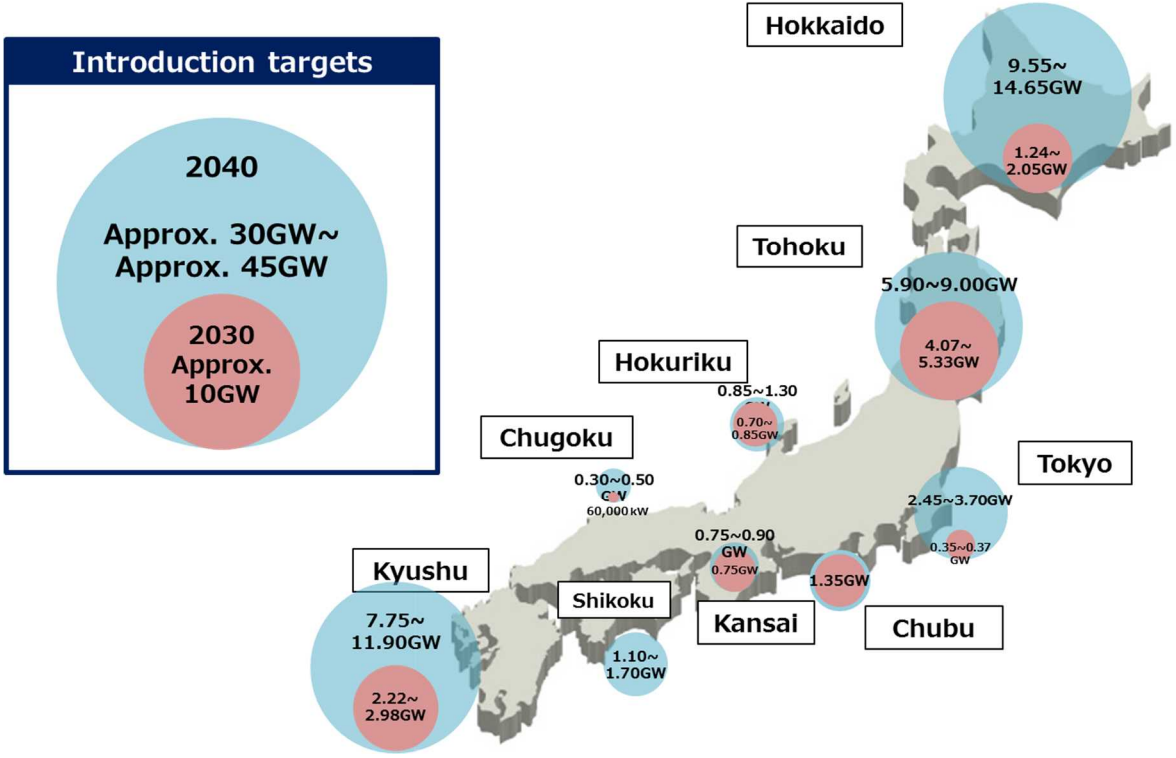 Introduction targets
2040
Approx. 30GW~
Approx. 45GW
2030
Approx.
10GW
Hokkaido
9.55~
14.65GW
1.24~
2.05GW
Tohoku
5.90~9.00GW
4.07~
5.33GW
Hokuriku
0.85~1.30
GW
0.70~
0.85GW
Chugoku
0.30~0.50
GW
60,000 kW
Tokyo
2.45~3.70GW
0.35~0.37
GW
0.75~0.90
GW
0.75GW
Kansai
1.35GW
Chubu
Kyushu
7.75~
11.90GW
2.22~
2.98GW
Shikoku
1.10~
1.70GW